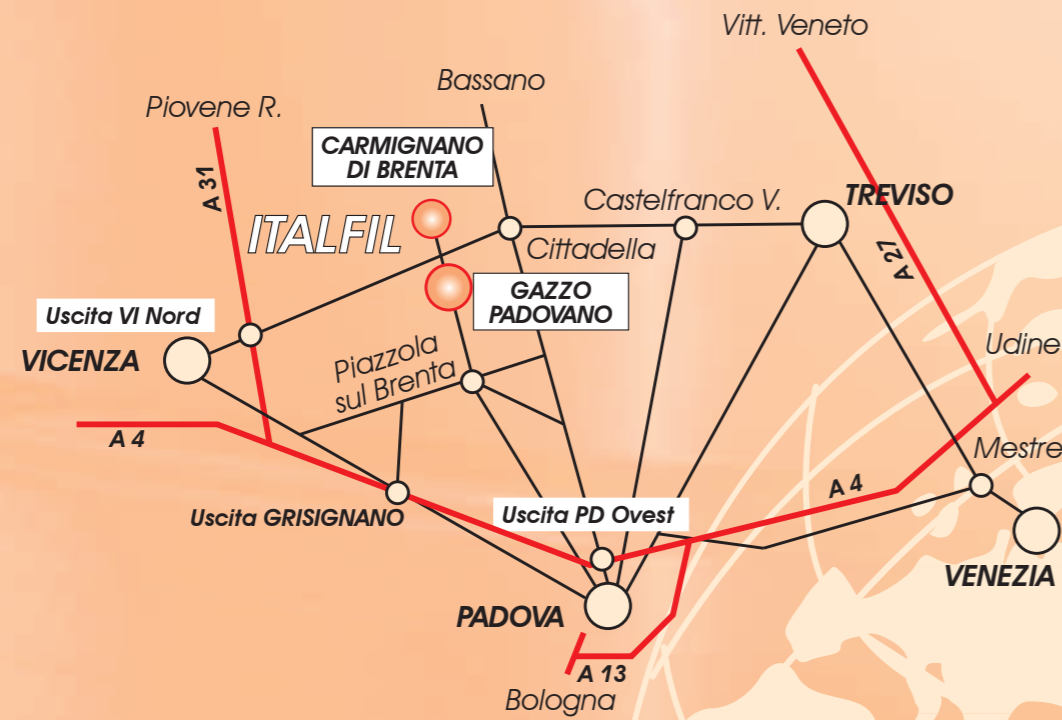 Vitt. Veneto
Bassano
Piovene R.
CARMIGNANO
DI BRENTA
A 31
Castelfranco V.
TREVISO
ITALFIL
Cittadella
A 27
GAZZO
PADOVANO
Uscita VI Nord
VICENZA
Piazzola
sul Brenta
Udine
A 4
Mestre
A 4
Uscita GRISIGNANO
Uscita PD Ovest
VENEZIA
PADOVA
A 13
Bologna